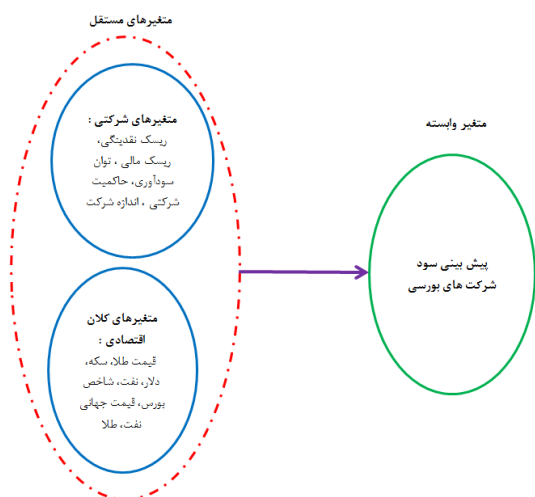 متغیرهای مستقل
متغیرهای شرکتی :
ریسک نقدینگی،
ریسک مالی ، توان
سودآوری، حاکمیت
شرکتی ، اندازه شرکت
متغیرهای کلان
اقتصادی :
قیمت طلا، سکه،
دلار، نفت، شاخص
بورس، قیمت جهانی
نفت، طلا
متغیر وابسته
پیش بینی سود
شرکت های بورسی